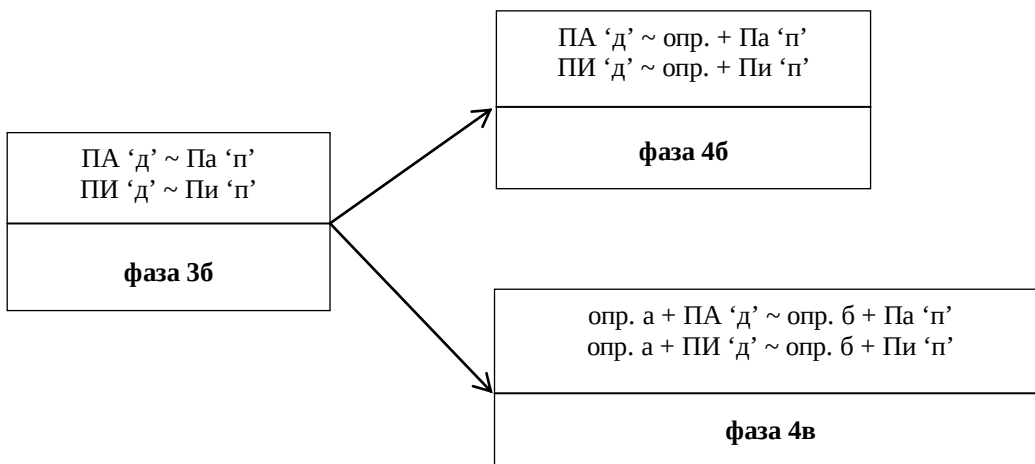 ПА ‘д’ ~ опр. + Па ‘п’
ПИ ‘д’ ~ опр. + Пи ‘п’
фаза 4б
ПА ‘д’ ~ Па ‘п’
ПИ ‘д’ ~ Пи ‘п’
фаза 3б
опр. а + ПА ‘д’ ~ опр. б + Па ‘п’
опр. а + ПИ ‘д’ ~ опр. б + Пи ‘п’
фаза 4в